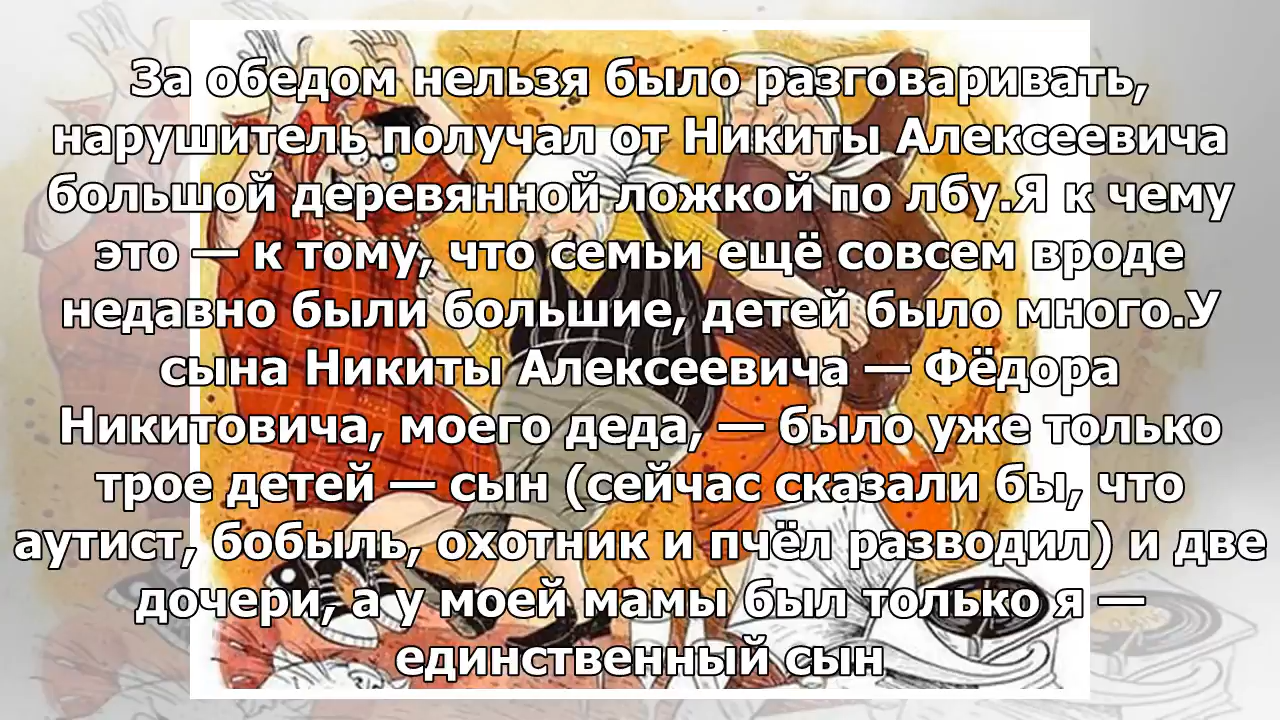 За обедом нельзя было разговаривать,
нарушитель получал от Никиты Алексеевича
большой деревянной ложкой по лбу.Я к чему
это — к тому, что семьи ещё совсем вроде
недавно были большие, детей было много.У
сына Никиты Алексеевича — Фёдора
Никитовича, моего деда, — было уже только
трое детей — сын (сейчас сказали бы, что
аутист, бобыль, охотник и пчёл разводил) и две
дочери, а у моей мамы был только я —
единственный сын